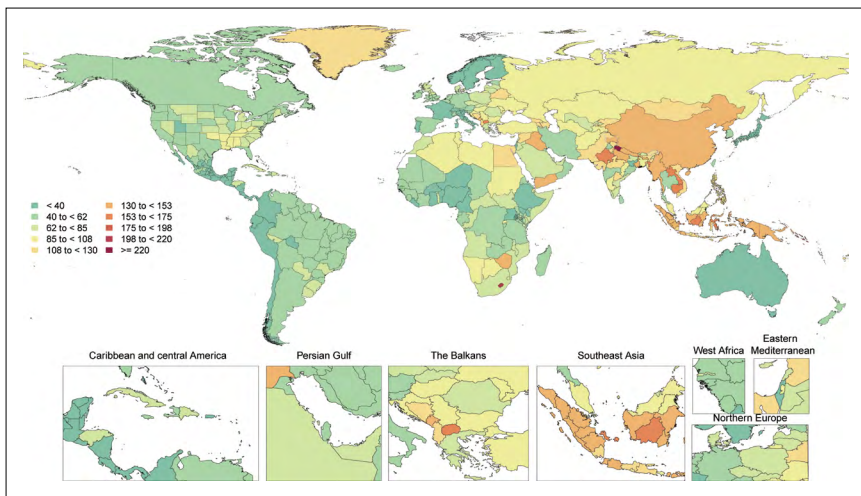 < 40
40 to < 62
62 to < 85
85 to < 108
108 to < 130
130 to < 153
153 to < 175
175 to < 198
198 to < 220
>= 220
Caribbean and central America
Persian Gulf
The Balkans
Southeast Asia
West Africa
Eastern
Mediterranean
Northern Europe